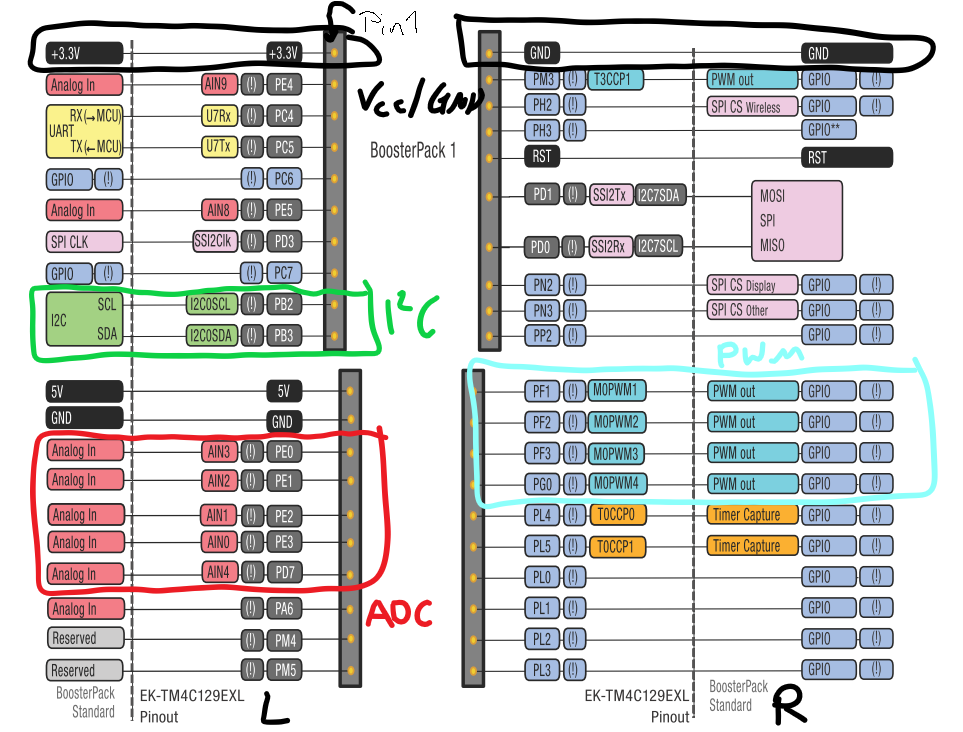 Pin1
+3.3V +3.3V
Analog In AIN9 (!) PE4
Vcc/GND
RX (→MCU) U7Rx (!) PC4
UART
TX (←MCU) U7Tx (!) PC5
BoosterPack 1
GPIO (!) (!) PC6
Analog In AIN8 (!) PE5
SPI CLK SSI2Clk (!) PD3
GPIO (!) (!) PC7
SCL I2C0SCL (!) PB2
I2C
I²C
SDA I2C0SDA (!) PB3
5V 5V
GND GND
Analog In AIN3 (!) PE0
Analog In AIN2 (!) PE1
Analog In AIN1 (!) PE2
Analog In AIN0 (!) PE3
Analog In AIN4 (!) PD7
ADC
Analog In (!) PA6
Reserved (!) PM4
Reserved (!) PM5
BoosterPack
Standard
EK-TM4C129EXL
Pinout
L
GND GND
PM3 (!) T3CCP1 PWM out GPIO (!)
PH2 (!) SPI CS Wireless GPIO (!)
PH3 (!) GPIO**
RST RST
PD1 (!) SSI2Tx I2C7SDA MOSI
SPI
PD0 (!) SSI2Rx I2C7SCL MISO
PN2 (!) SPI CS Display GPIO (!)
PN3 (!) SPI CS Other GPIO (!)
PP2 (!) GPIO (!)
PWM
PF1 (!) M0PWM1 PWM out GPIO (!)
PF2 (!) M0PWM2 PWM out GPIO (!)
PF3 (!) M0PWM3 PWM out GPIO (!)
PG0 (!) M0PWM4 PWM out GPIO (!)
PL4 (!) T0CCP0 Timer Capture GPIO (!)
PL5 (!) T0CCP1 Timer Capture GPIO (!)
PL0 (!) GPIO (!)
PL1 (!) GPIO (!)
PL2 (!) GPIO (!)
PL3 (!) GPIO (!)
EK-TM4C129EXL
Pinout
BoosterPack
Standard
R